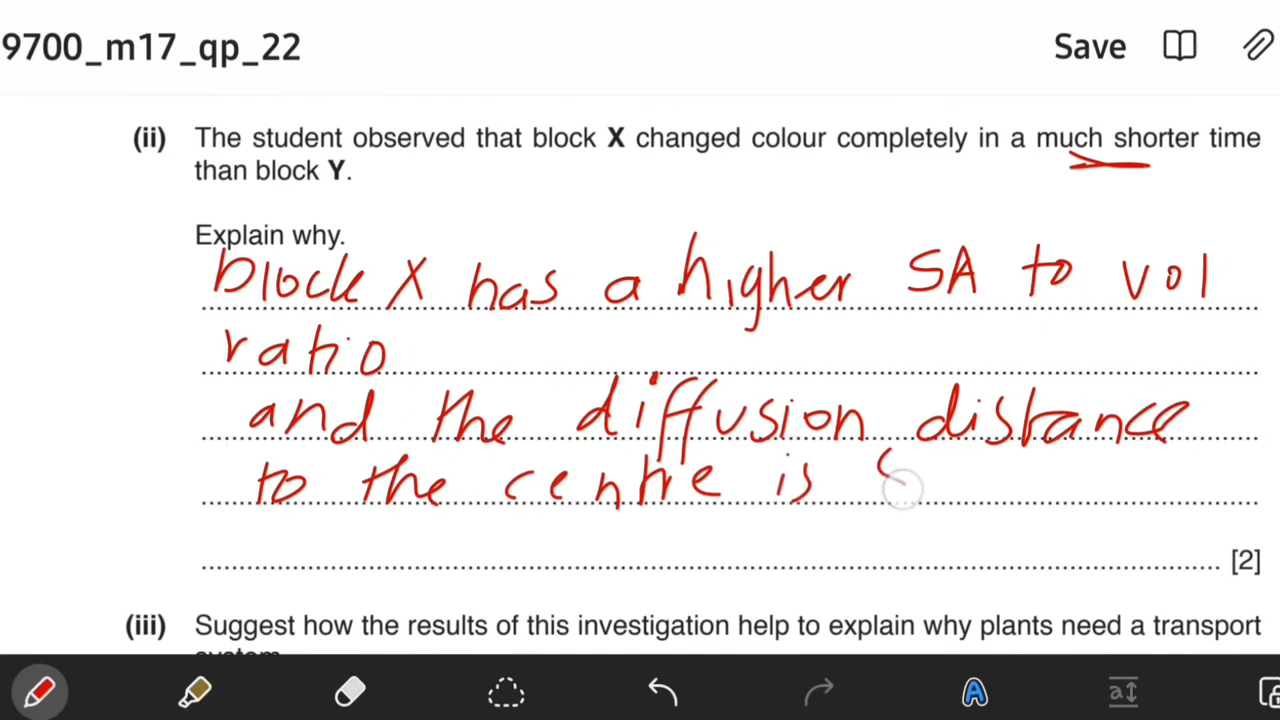 9700_m17_qp_22
Save
(ii) The student observed that block X changed colour completely in a much shorter time
than block Y.
Explain why.
block X has a higher SA to vol
ratio
and the diffusion distance
to the centre is
[2]
(iii) Suggest how the results of this investigation help to explain why plants need a transport